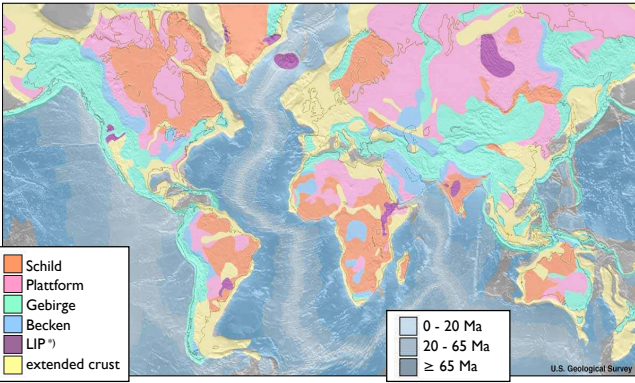 Schild
Plattform
Gebirge
Becken
LIP *)
extended crust
0 - 20 Ma
20 - 65 Ma
≥ 65 Ma
U.S. Geological Survey